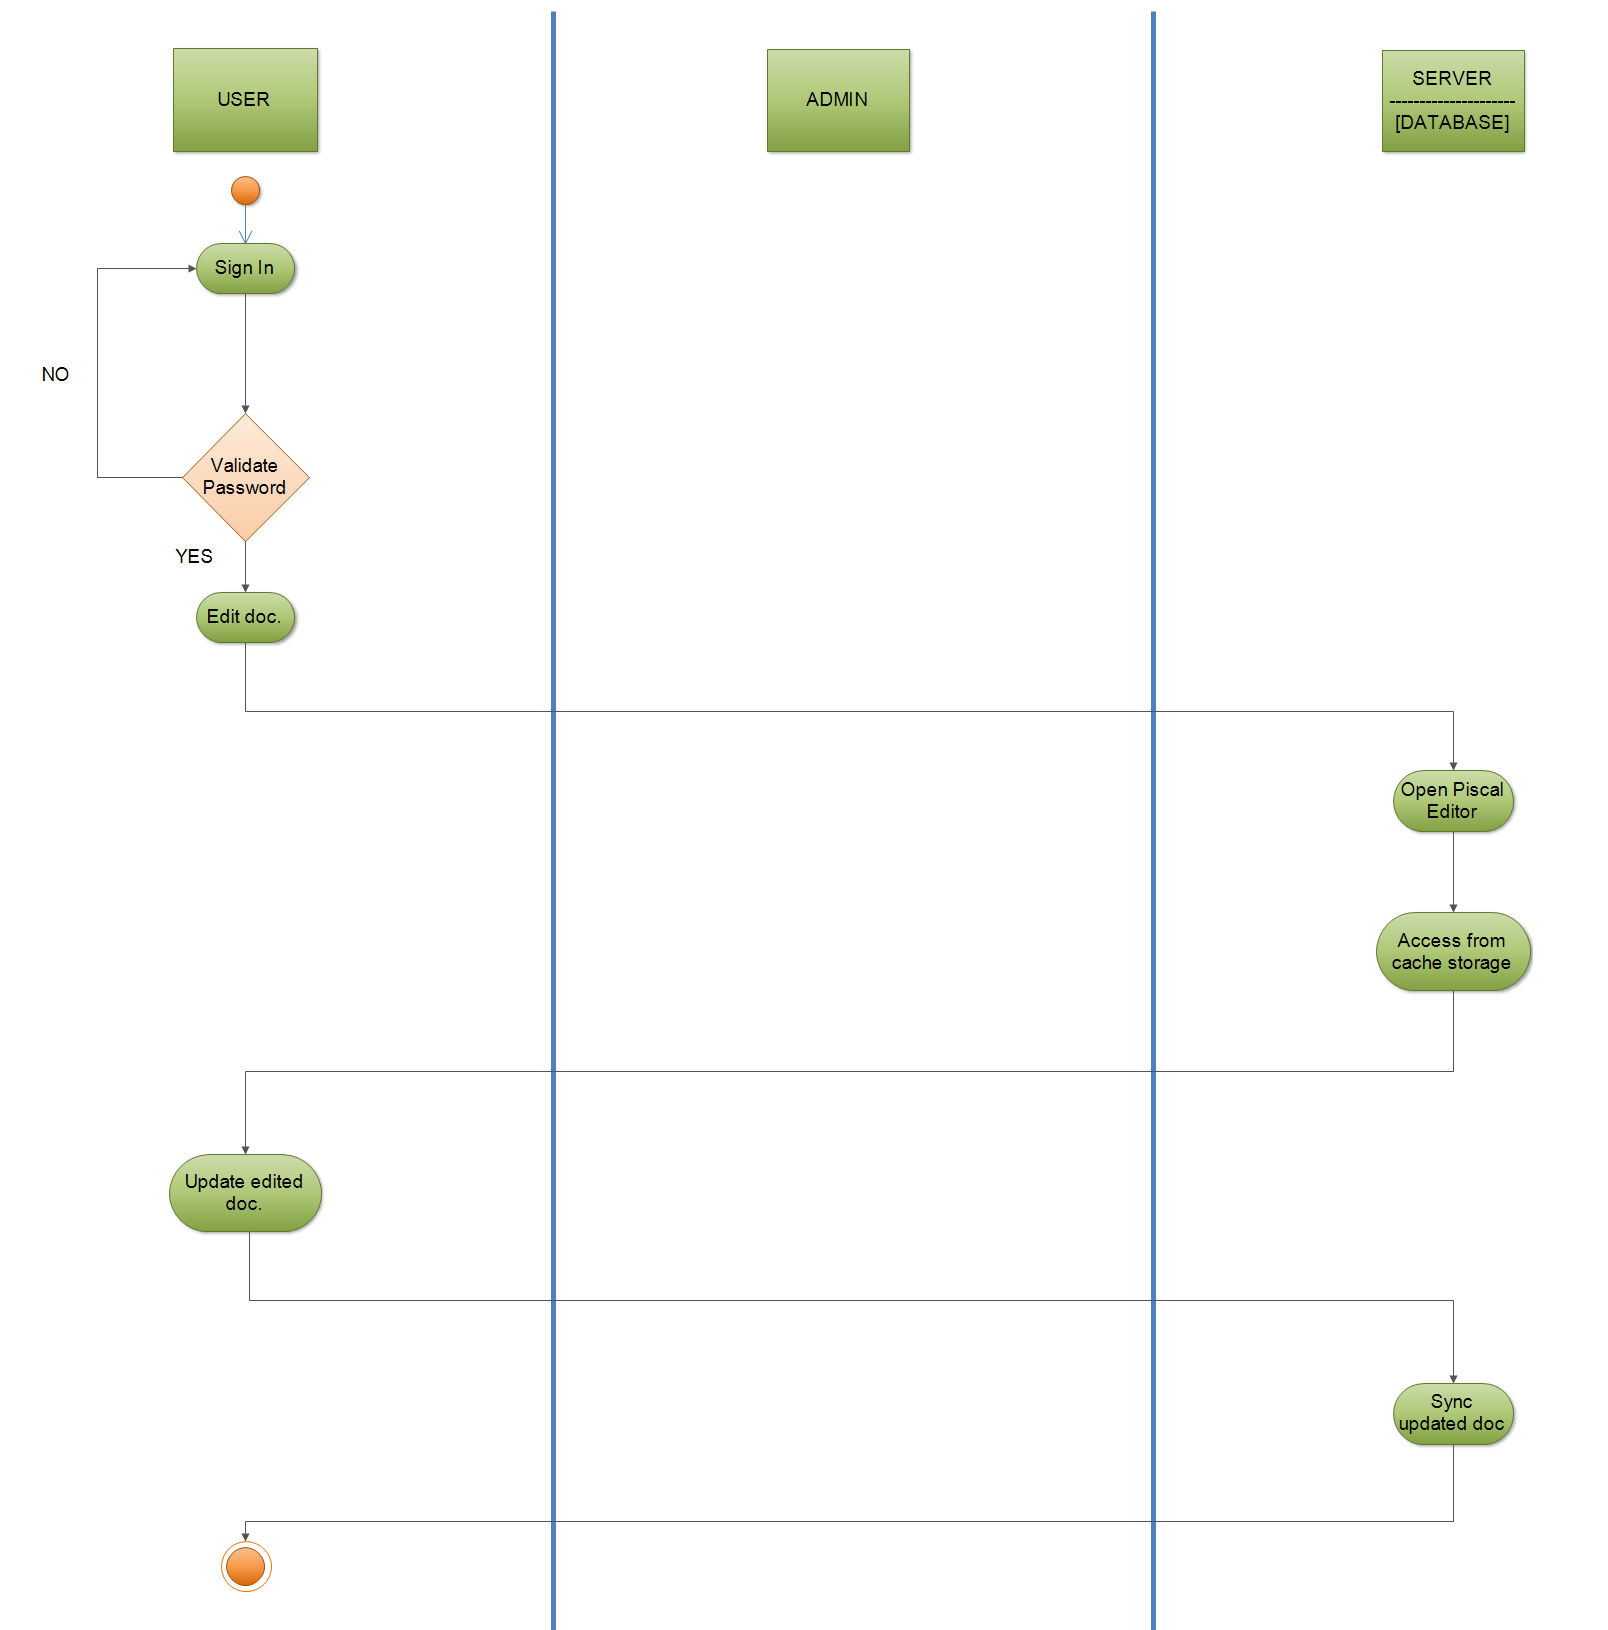 USER
ADMIN
SERVER
---------------------
[DATABASE]
Sign In
NO
Validate
Password
YES
Edit doc.
Open Piscal
Editor
Access from
cache storage
Update edited
doc.
Sync
updated doc